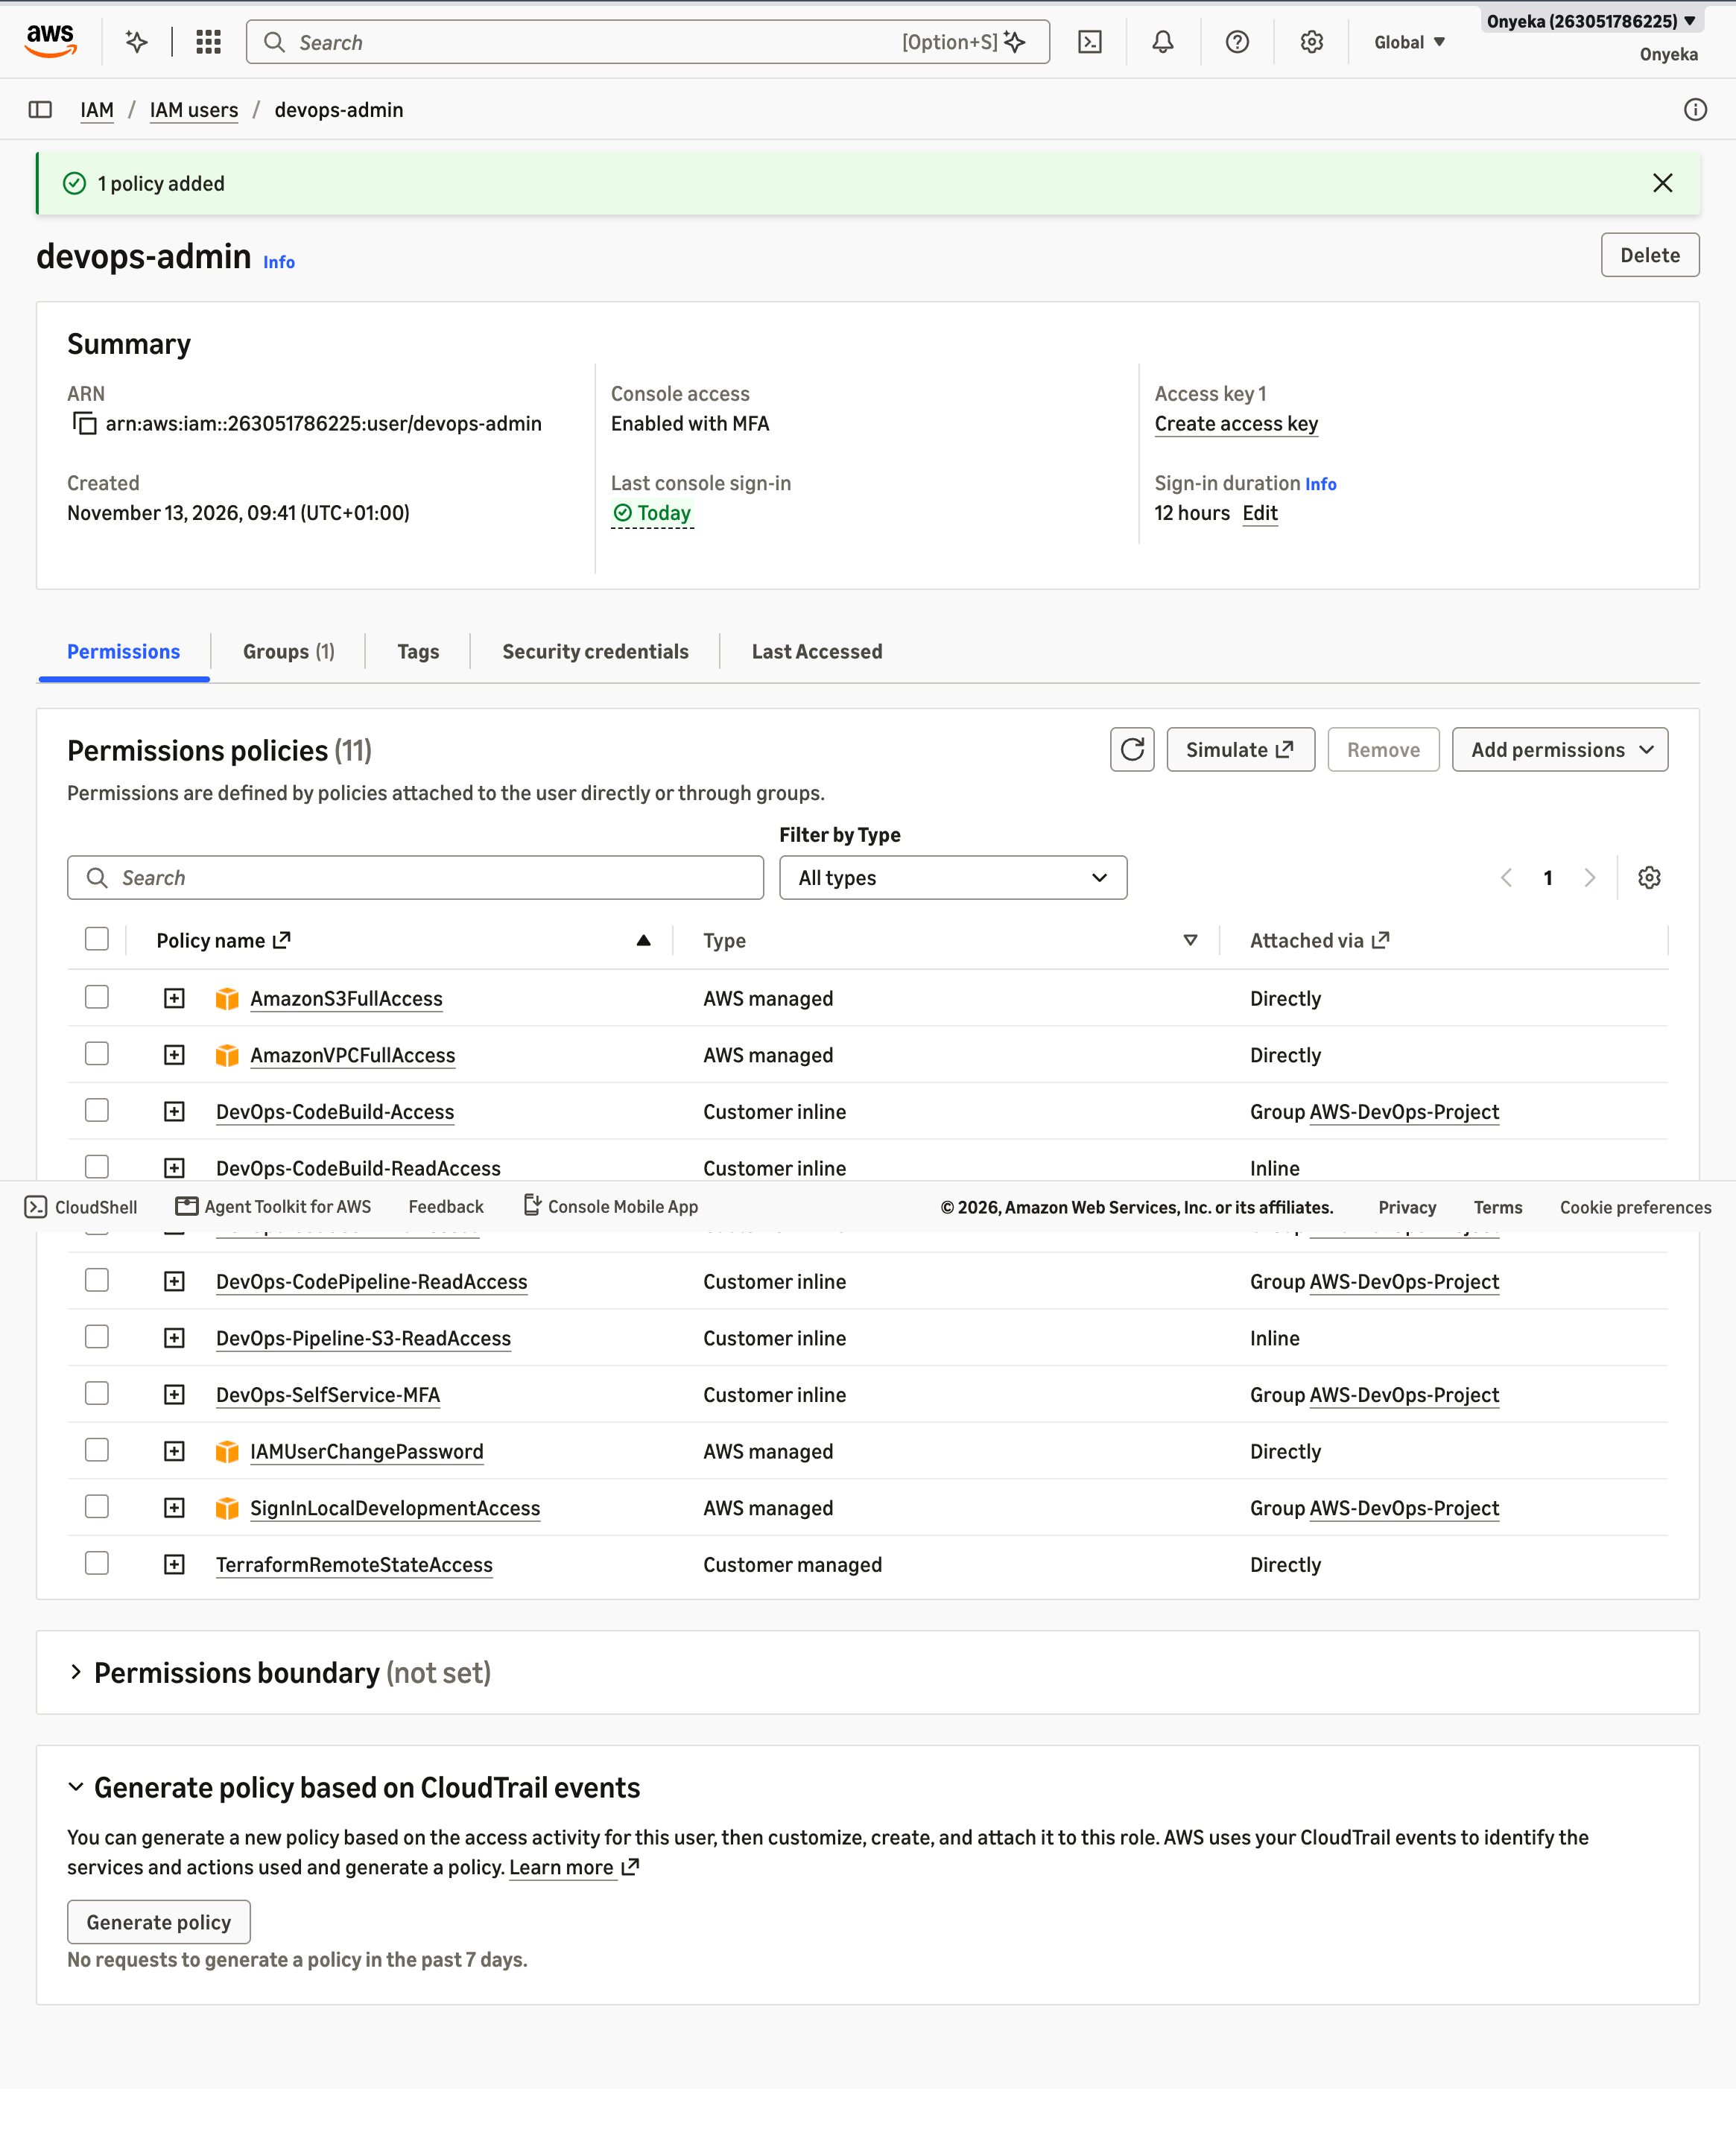 aws
Search [Option+S]
Global ▼
Onyeka (263051786225) ▼
Onyeka
IAM / IAM users / devops-admin
1 policy added
devops-admin Info
Delete
Summary
ARN
arn:aws:iam::263051786225:user/devops-admin
Created
November 13, 2026, 09:41 (UTC+01:00)
Console access
Enabled with MFA
Last console sign-in
Today
Access key 1
Create access key
Sign-in duration Info
12 hours Edit
Permissions
Groups (1)
Tags
Security credentials
Last Accessed
Permissions policies (11)
Simulate
Remove
Add permissions
Permissions are defined by policies attached to the user directly or through groups.
Filter by Type
Search
All types
1
Policy name Type Attached via
AmazonS3FullAccess AWS managed Directly
AmazonVPCFullAccess AWS managed Directly
DevOps-CodeBuild-Access Customer inline Group AWS-DevOps-Project
DevOps-CodeBuild-ReadAccess Customer inline Inline
CloudShell Agent Toolkit for AWS Feedback Console Mobile App © 2026, Amazon Web Services, Inc. or its affiliates. Privacy Terms Cookie preferences
DevOps-CodePipeline-ReadAccess Customer inline Group AWS-DevOps-Project
DevOps-Pipeline-S3-ReadAccess Customer inline Inline
DevOps-SelfService-MFA Customer inline Group AWS-DevOps-Project
IAMUserChangePassword AWS managed Directly
SignInLocalDevelopmentAccess AWS managed Group AWS-DevOps-Project
TerraformRemoteStateAccess Customer managed Directly
Permissions boundary (not set)
Generate policy based on CloudTrail events
You can generate a new policy based on the access activity for this user, then customize, create, and attach it to this role. AWS uses your CloudTrail events to identify the
services and actions used and generate a policy. Learn more
Generate policy
No requests to generate a policy in the past 7 days.